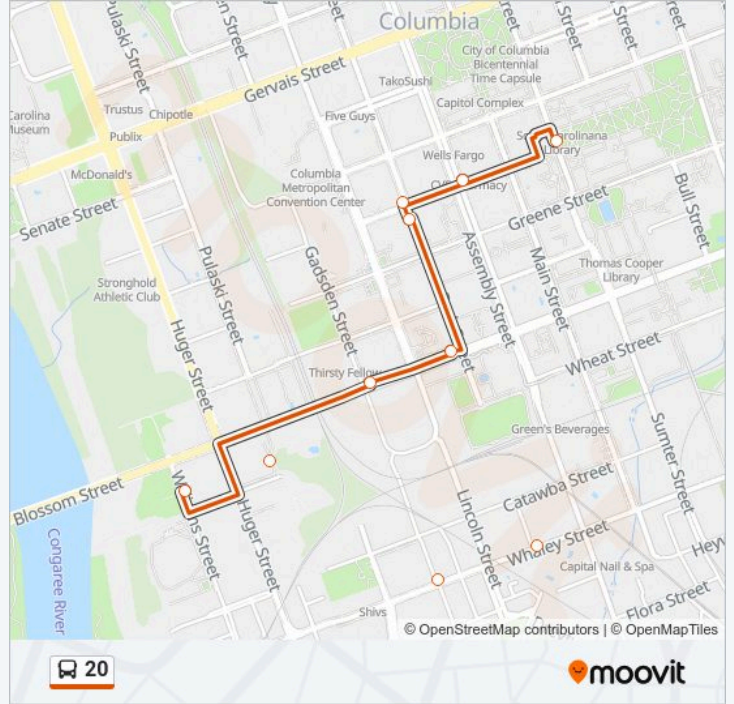 Columbia
Pulaski Street
City of Columbia
Bicentennial
Time Capsule
Gervais Street
TakoSushi
Capitol Complex
Trustus
Chipotle
Carolina
Museum
Publix
Five Guys
Library
Wells Fargo
McDonald's
Columbia
Metropolitan
Convention Center
Bull Street
Senate Street
Greene Street
Pulaski Street
Gadsden Street
Assembly Street
Main Street
Thomas Cooper
Library
Stronghold
Athletic Club
Huger Street
Wheat Street
Thirsty Fellow
Green's Beverages
Sumter Street
Blossom Street
Huger Street
Catawba Street
Lincoln Street
Whaley Street
Congaree River
Capital Nail & Spa
Flora Street
Shivs
© OpenStreetMap contributors | © OpenMapTiles
20
moovit